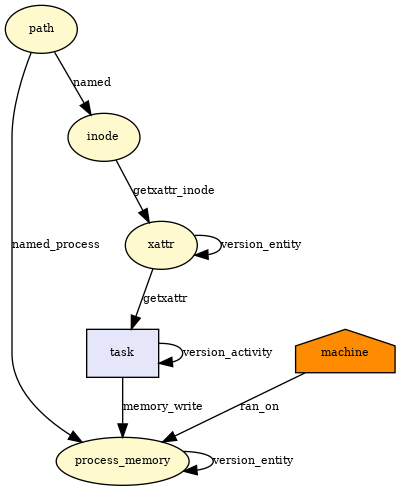 path
named
inode
named_process
getxattr_inode
xattr
version_entity
getxattr
task
version_activity
machine
memory_write
ran_on
process_memory
version_entity